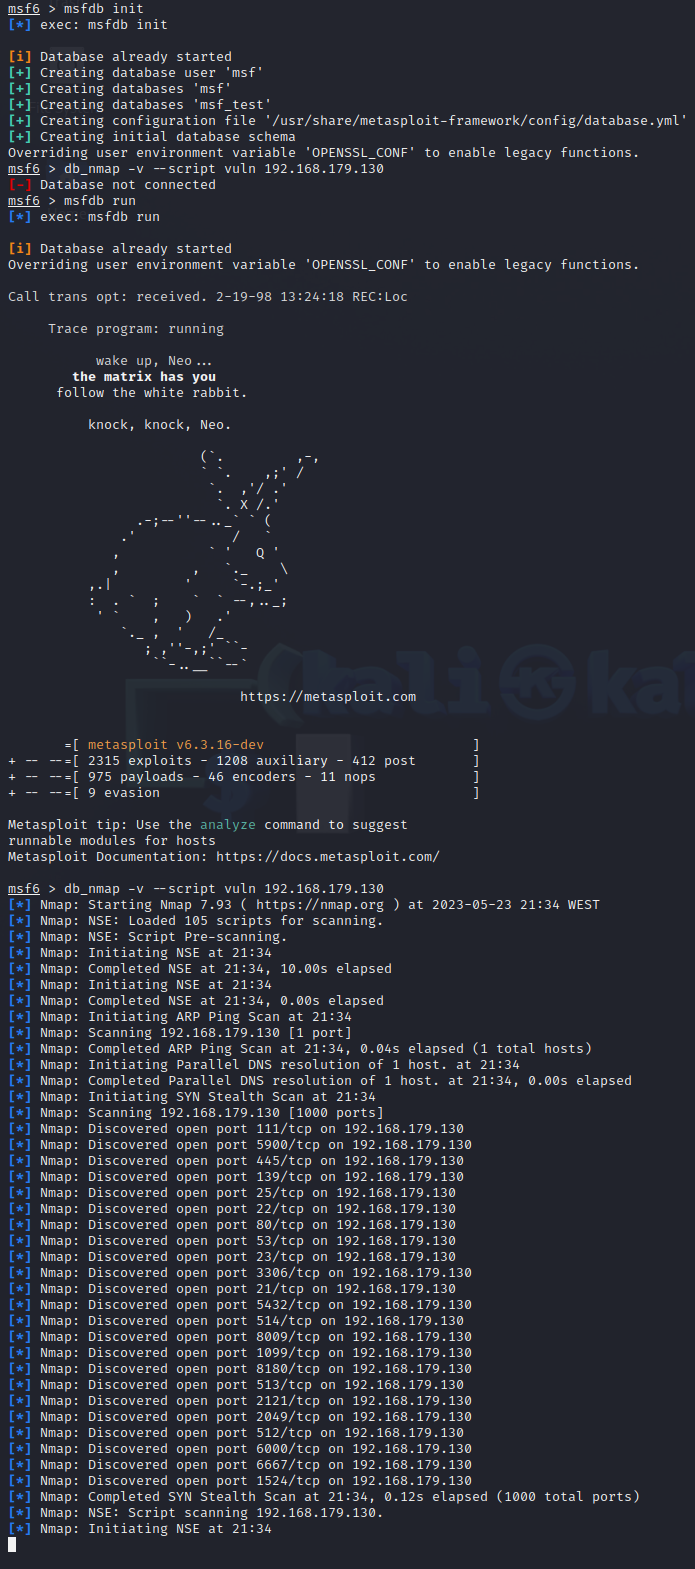 msf6 > msfdb init
[*] exec: msfdb init
[i] Database already started
[+] Creating database user 'msf'
[+] Creating databases 'msf'
[+] Creating databases 'msf_test'
[+] Creating configuration file '/usr/share/metasploit-framework/config/database.yml'
[+] Creating initial database schema
Overriding user environment variable 'OPENSSL_CONF' to enable legacy functions.
msf6 > db_nmap -v --script vuln 192.168.179.130
[-] Database not connected
msf6 > msfdb run
[*] exec: msfdb run
[i] Database already started
Overriding user environment variable 'OPENSSL_CONF' to enable legacy functions.
Call trans opt: received. 2-19-98 13:24:18 REC:Loc
Trace program: running
wake up, Neo...
the matrix has you
follow the white rabbit.
knock, knock, Neo.
https://metasploit.com
=[ metasploit v6.3.16-dev ]
+ -- --=[ 2315 exploits - 1208 auxiliary - 412 post ]
+ -- --=[ 975 payloads - 46 encoders - 11 nops ]
+ -- --=[ 9 evasion ]
Metasploit tip: Use the analyze command to suggest
runnable modules for hosts
Metasploit Documentation: https://docs.metasploit.com/
msf6 > db_nmap -v --script vuln 192.168.179.130
[*] Nmap: Starting Nmap 7.93 ( https://nmap.org ) at 2023-05-23 21:34 WEST
[*] Nmap: NSE: Loaded 105 scripts for scanning.
[*] Nmap: NSE: Script Pre-scanning.
[*] Nmap: Initiating NSE at 21:34
[*] Nmap: Completed NSE at 21:34, 10.00s elapsed
[*] Nmap: Initiating NSE at 21:34
[*] Nmap: Completed NSE at 21:34, 0.00s elapsed
[*] Nmap: Initiating ARP Ping Scan at 21:34
[*] Nmap: Scanning 192.168.179.130 [1 port]
[*] Nmap: Completed ARP Ping Scan at 21:34, 0.04s elapsed (1 total hosts)
[*] Nmap: Initiating Parallel DNS resolution of 1 host. at 21:34
[*] Nmap: Completed Parallel DNS resolution of 1 host. at 21:34, 0.00s elapsed
[*] Nmap: Initiating SYN Stealth Scan at 21:34
[*] Nmap: Scanning 192.168.179.130 [1000 ports]
[*] Nmap: Discovered open port 111/tcp on 192.168.179.130
[*] Nmap: Discovered open port 5900/tcp on 192.168.179.130
[*] Nmap: Discovered open port 445/tcp on 192.168.179.130
[*] Nmap: Discovered open port 139/tcp on 192.168.179.130
[*] Nmap: Discovered open port 25/tcp on 192.168.179.130
[*] Nmap: Discovered open port 22/tcp on 192.168.179.130
[*] Nmap: Discovered open port 80/tcp on 192.168.179.130
[*] Nmap: Discovered open port 53/tcp on 192.168.179.130
[*] Nmap: Discovered open port 23/tcp on 192.168.179.130
[*] Nmap: Discovered open port 3306/tcp on 192.168.179.130
[*] Nmap: Discovered open port 21/tcp on 192.168.179.130
[*] Nmap: Discovered open port 5432/tcp on 192.168.179.130
[*] Nmap: Discovered open port 514/tcp on 192.168.179.130
[*] Nmap: Discovered open port 8009/tcp on 192.168.179.130
[*] Nmap: Discovered open port 1099/tcp on 192.168.179.130
[*] Nmap: Discovered open port 8180/tcp on 192.168.179.130
[*] Nmap: Discovered open port 513/tcp on 192.168.179.130
[*] Nmap: Discovered open port 2121/tcp on 192.168.179.130
[*] Nmap: Discovered open port 2049/tcp on 192.168.179.130
[*] Nmap: Discovered open port 512/tcp on 192.168.179.130
[*] Nmap: Discovered open port 6000/tcp on 192.168.179.130
[*] Nmap: Discovered open port 6667/tcp on 192.168.179.130
[*] Nmap: Discovered open port 1524/tcp on 192.168.179.130
[*] Nmap: Completed SYN Stealth Scan at 21:34, 0.12s elapsed (1000 total ports)
[*] Nmap: NSE: Script scanning 192.168.179.130.
[*] Nmap: Initiating NSE at 21:34